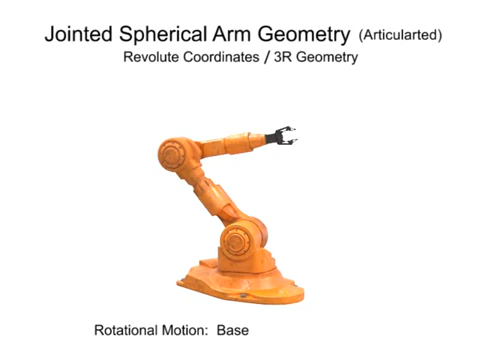 Jointed Spherical Arm Geometry (Articularted)
Revolute Coordinates / 3R Geometry
Rotational Motion: Base